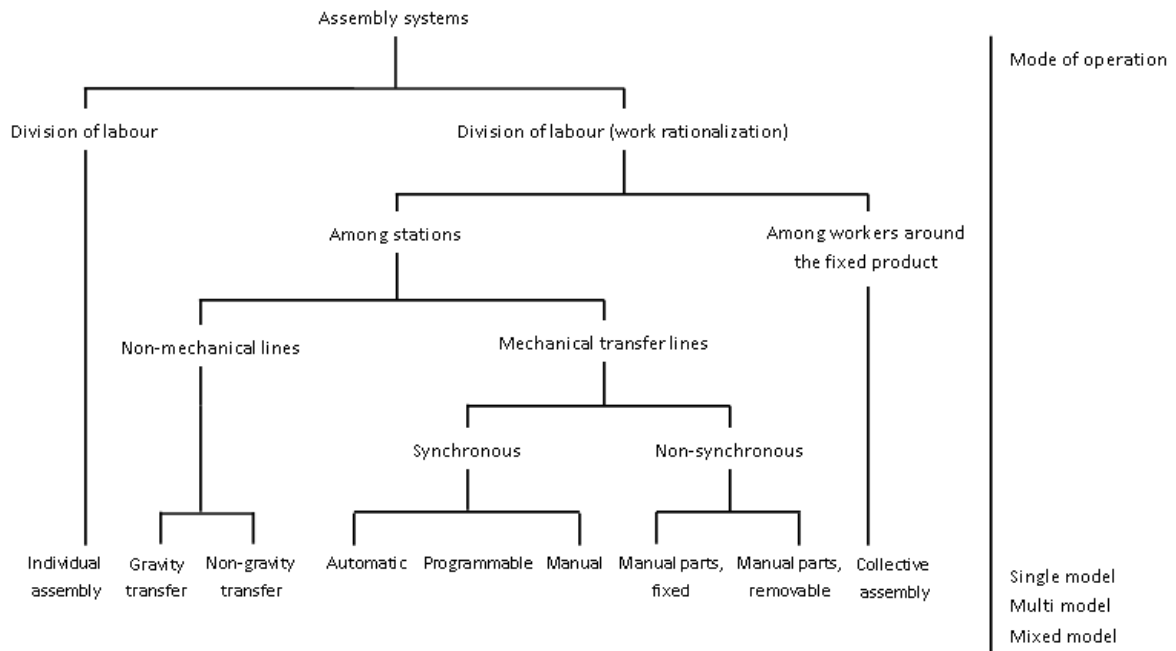 Assembly systems
Mode of operation
Division of labour
Division of labour (work rationalization)
Among stations
Among workers around
the fixed product
Non-mechanical lines
Mechanical transfer lines
Synchronous
Non-synchronous
Individual
assembly
Gravity
transfer
Non-gravity
transfer
Automatic
Programmable
Manual
Manual parts,
fixed
Manual parts,
removable
Collective
assembly
Single model
Multi model
Mixed model